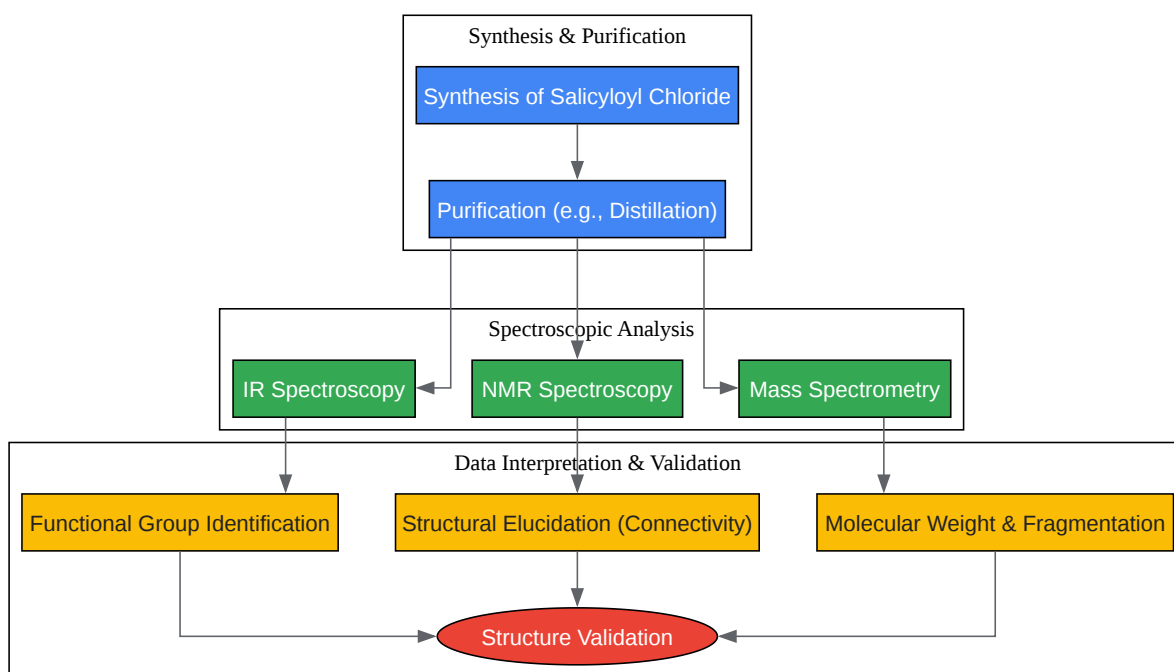 Synthesis & Purification
Synthesis of Salicyloyl Chloride
Purification (e.g., Distillation)
Spectroscopic Analysis
IR Spectroscopy
NMR Spectroscopy
Mass Spectrometry
Data Interpretation & Validation
Functional Group Identification
Structural Elucidation (Connectivity)
Molecular Weight & Fragmentation
Structure Validation